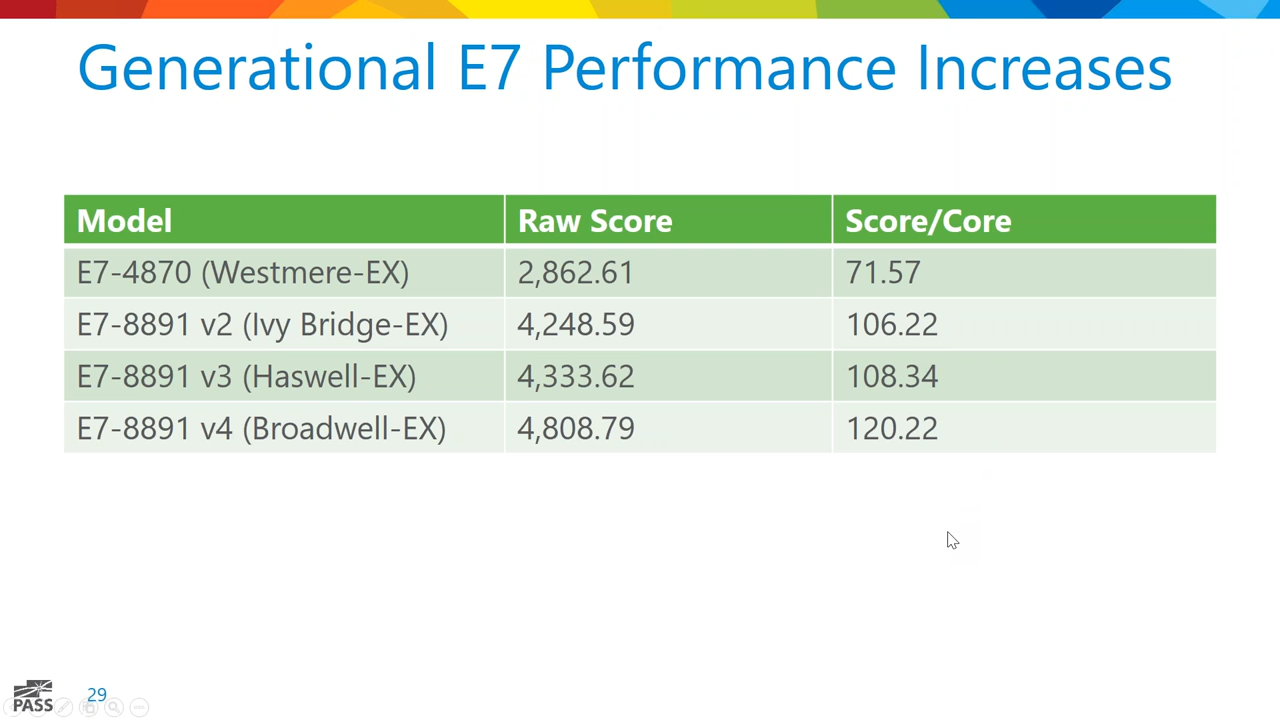 Generational E7 Performance Increases
Model Raw Score Score/Core
E7-4870 (Westmere-EX) 2,862.61 71.57
E7-8891 v2 (Ivy Bridge-EX) 4,248.59 106.22
E7-8891 v3 (Haswell-EX) 4,333.62 108.34
E7-8891 v4 (Broadwell-EX) 4,808.79 120.22
PASS 29